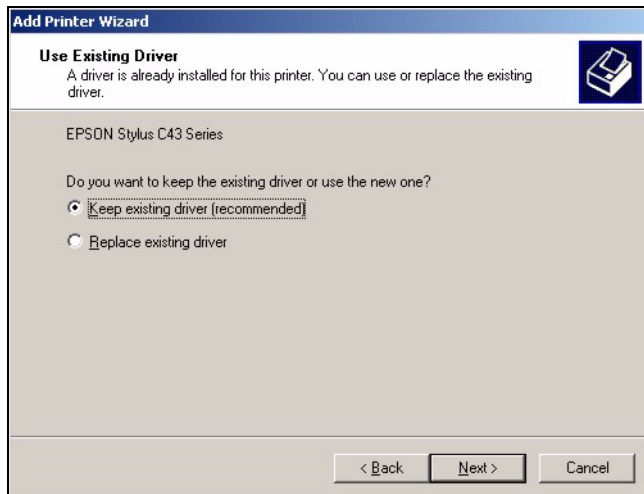 Add Printer Wizard
Use Existing Driver
A driver is already installed for this printer. You can use or replace the existing
driver.
EPSON Stylus C43 Series
Do you want to keep the existing driver or use the new one?
Keep existing driver (recommended)
Replace existing driver
< Back Next > Cancel